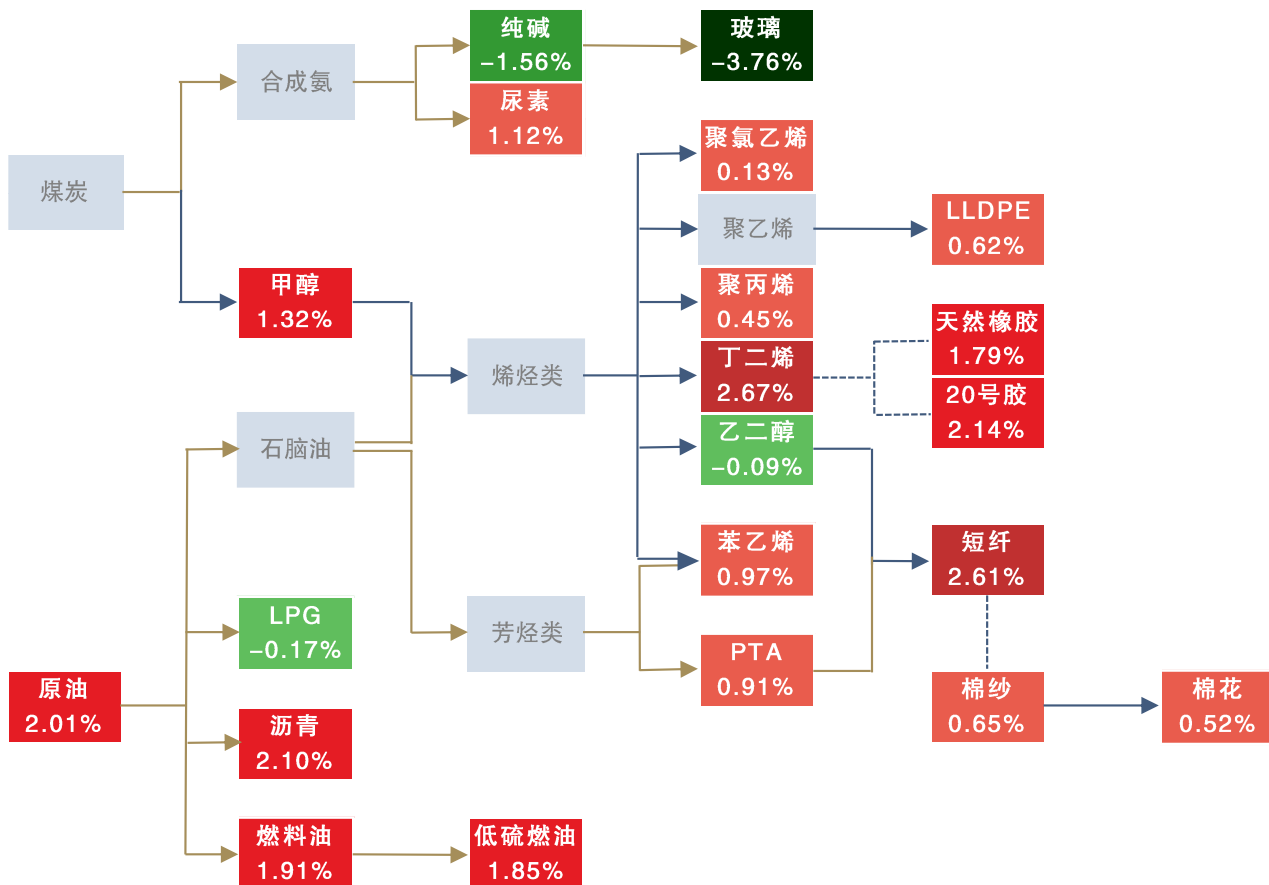 纯碱
-1.56%
玻璃
-3.76%
合成氨
尿素
1.12%
聚氯乙烯
0.13%
煤炭
聚乙烯
LLDPE
0.62%
甲醇
1.32%
聚丙烯
0.45%
天然橡胶
1.79%
烯烃类
丁二烯
2.67%
20号胶
2.14%
石脑油
乙二醇
-0.09%
苯乙烯
0.97%
短纤
2.61%
LPG
-0.17%
芳烃类
PTA
0.91%
原油
2.01%
棉纱
0.65%
棉花
0.52%
沥青
2.10%
燃料油
1.91%
低硫燃油
1.85%